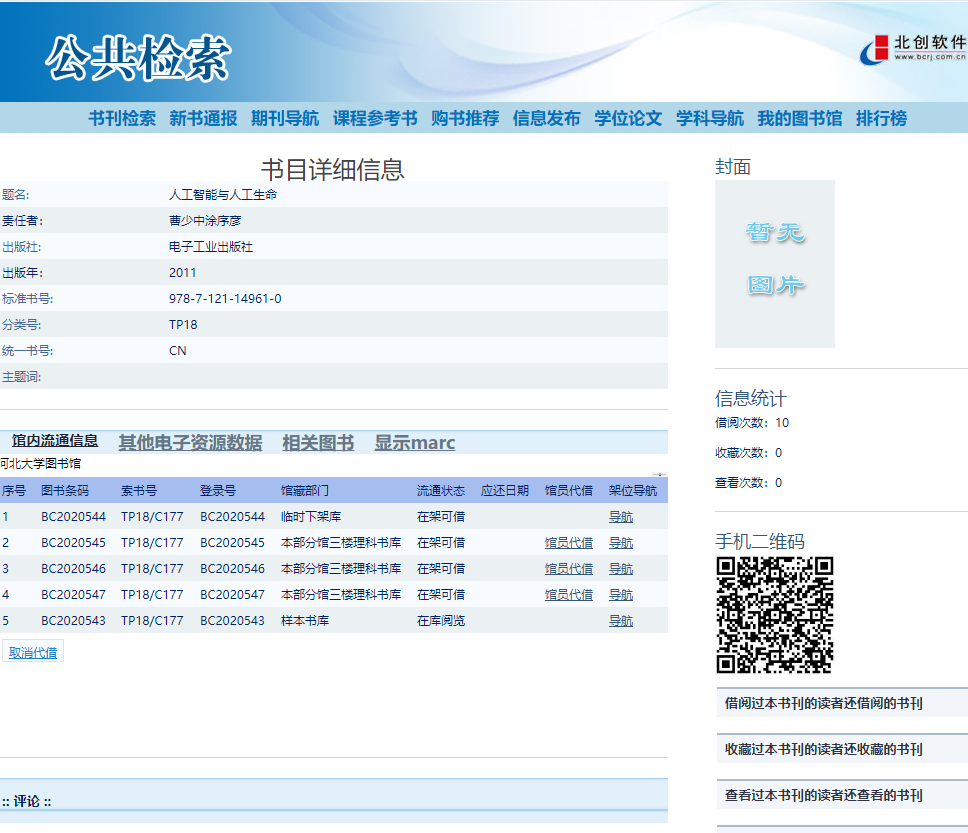 公共检索
北创软件
www.bcrj.com.cn
书刊检索 新书通报 期刊导航 课程参考书 购书推荐 信息发布 学位论文 学科导航 我的图书馆 排行榜
书目详细信息
题名: 人工智能与人工生命
责任者: 曹少中涂序彦
出版社: 电子工业出版社
出版年: 2011
标准书号: 978-7-121-14961-0
分类号: TP18
统一书号: CN
主题词:
馆内流通信息 其他电子资源数据 相关图书 显示marc
河北大学图书馆
序号 图书条码 索书号 登录号 馆藏部门 流通状态 应还日期 馆员代借 架位导航
1 BC2020544 TP18/C177 BC2020544 临时下架库 在架可借 导航
2 BC2020545 TP18/C177 BC2020545 本部分馆三楼理科书库 在架可借 馆员代借 导航
3 BC2020546 TP18/C177 BC2020546 本部分馆三楼理科书库 在架可借 馆员代借 导航
4 BC2020547 TP18/C177 BC2020547 本部分馆三楼理科书库 在架可借 馆员代借 导航
5 BC2020543 TP18/C177 BC2020543 样本书库 在库阅览 导航
取消代借
:: 评论 ::
封面
暂无
图片
信息统计
借阅次数: 10
收藏次数: 0
查看次数: 0
手机二维码
借阅过本书刊的读者还借阅的书刊
收藏过本书刊的读者还收藏的书刊
查看过本书刊的读者还查看的书刊